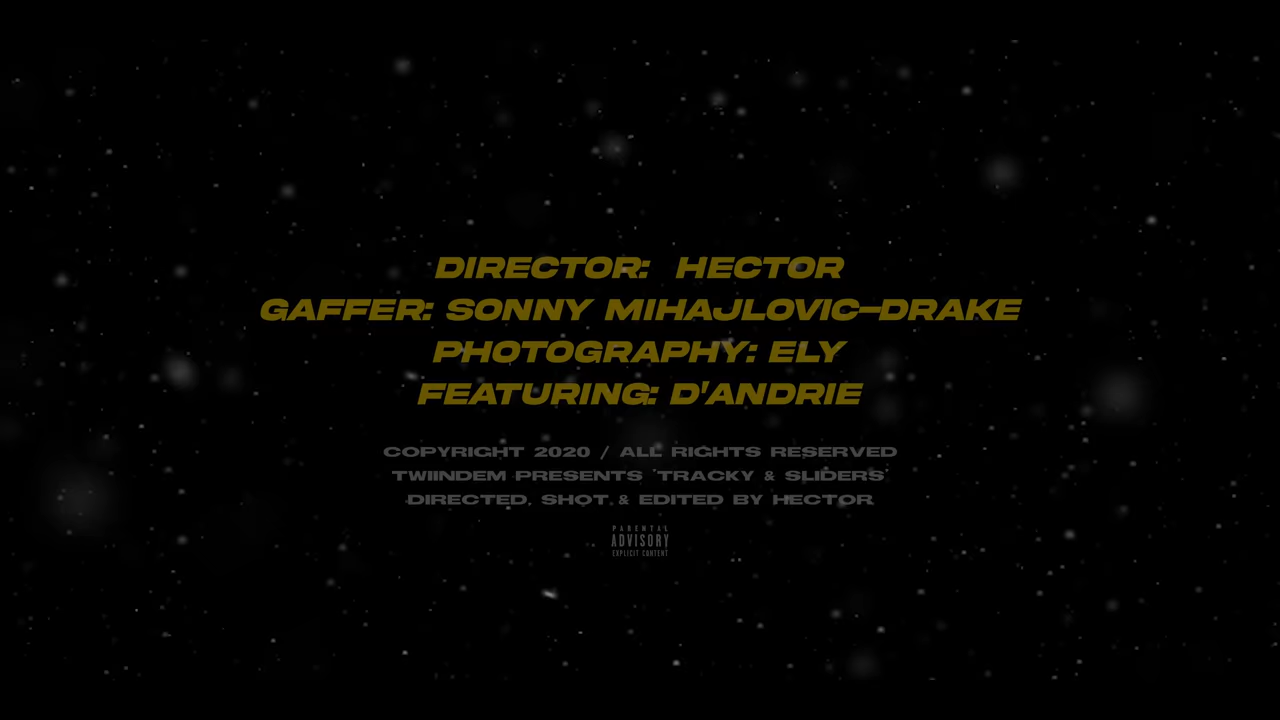 DIRECTOR: HECTOR
GAFFER: SONNY MIHAJLOVIC-DRAKE
PHOTOGRAPHY: ELY
FEATURING: D'ANDRIE
COPYRIGHT 2020 / ALL RIGHTS RESERVED
TWIINDEM PRESENTS 'TRACKY & SLIDERS'
DIRECTED, SHOT & EDITED BY HECTOR
PARENTAL
ADVISORY
EXPLICIT CONTENT